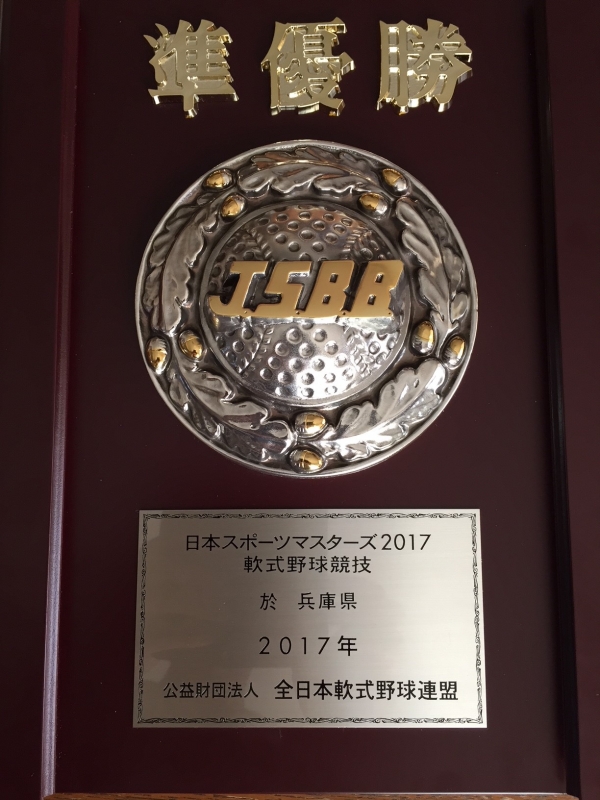 準優勝
J.S.B.B.
日本スポーツマスターズ2017
軟式野球競技
於 兵庫県
2017年
公益財団法人 全日本軟式野球連盟